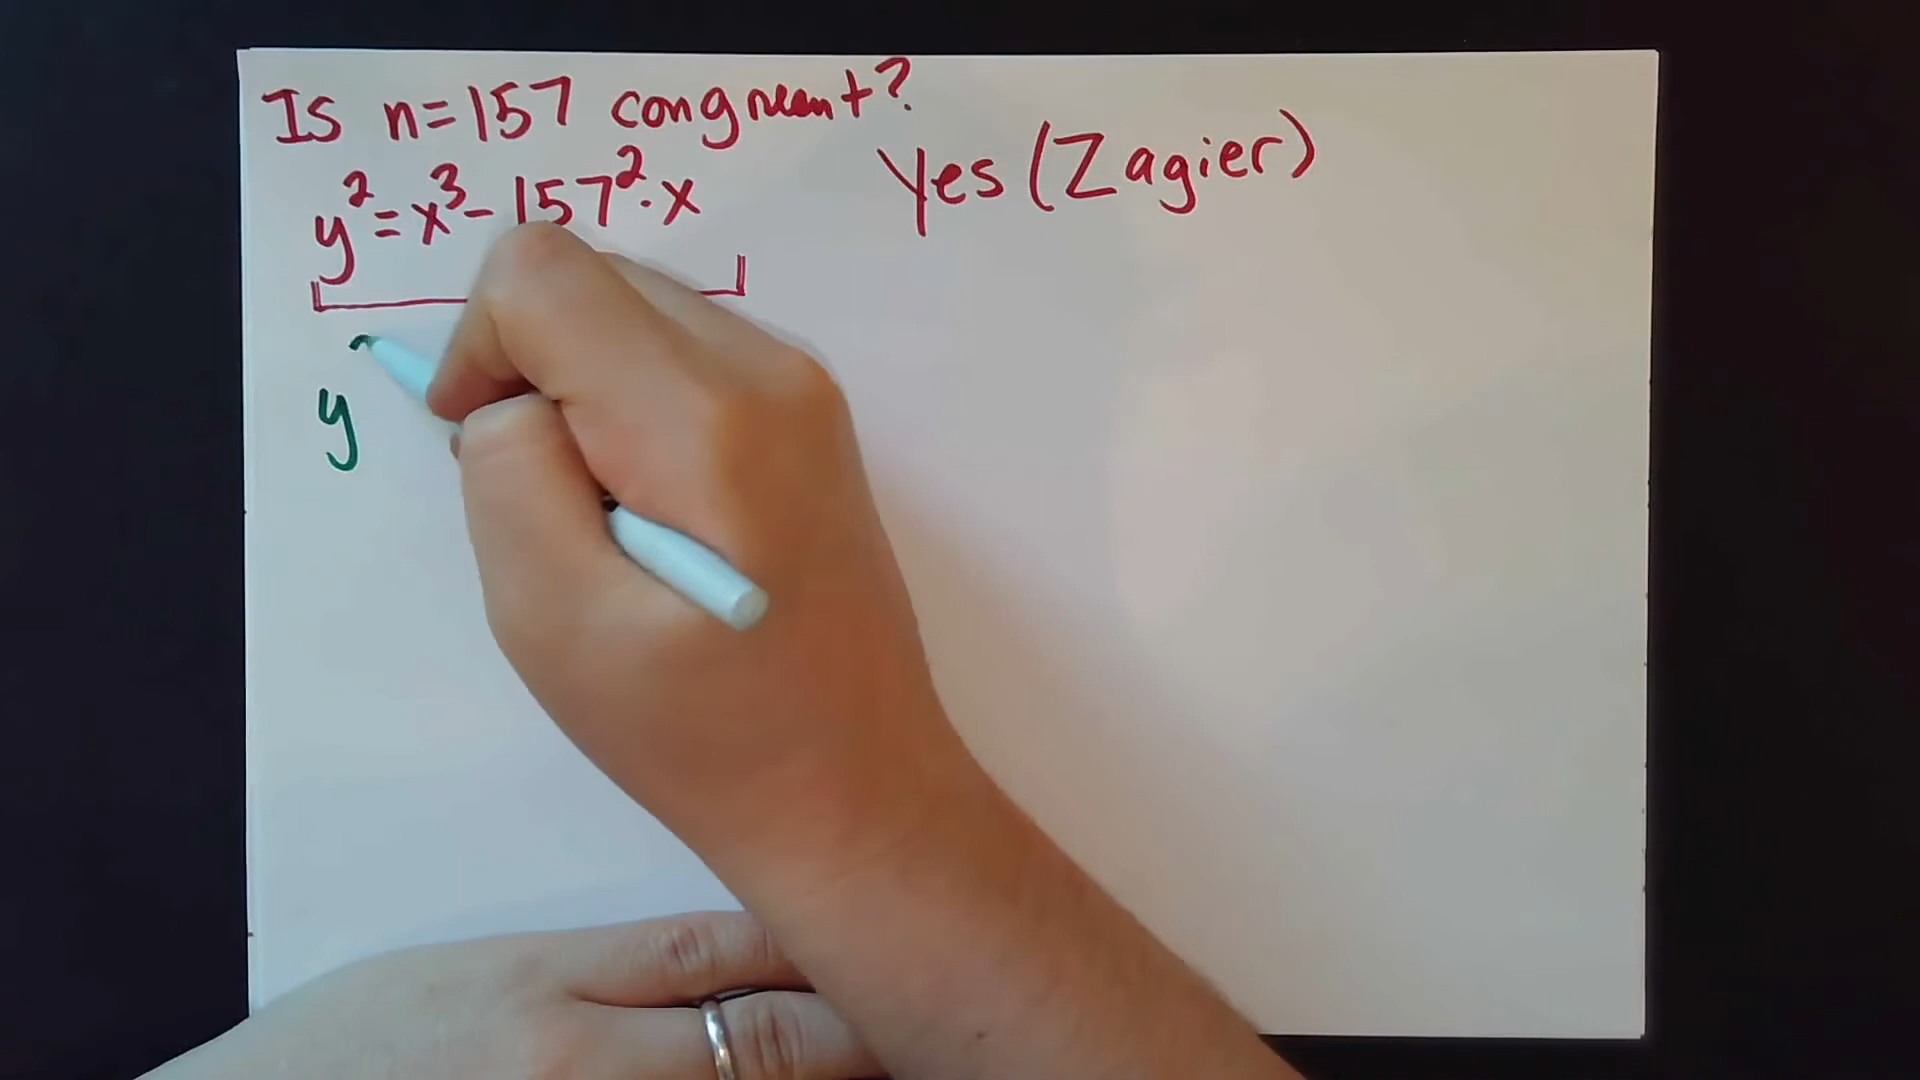 Is n=157 congruent?
Yes (Zagier)
y²=x³-157²·x
y